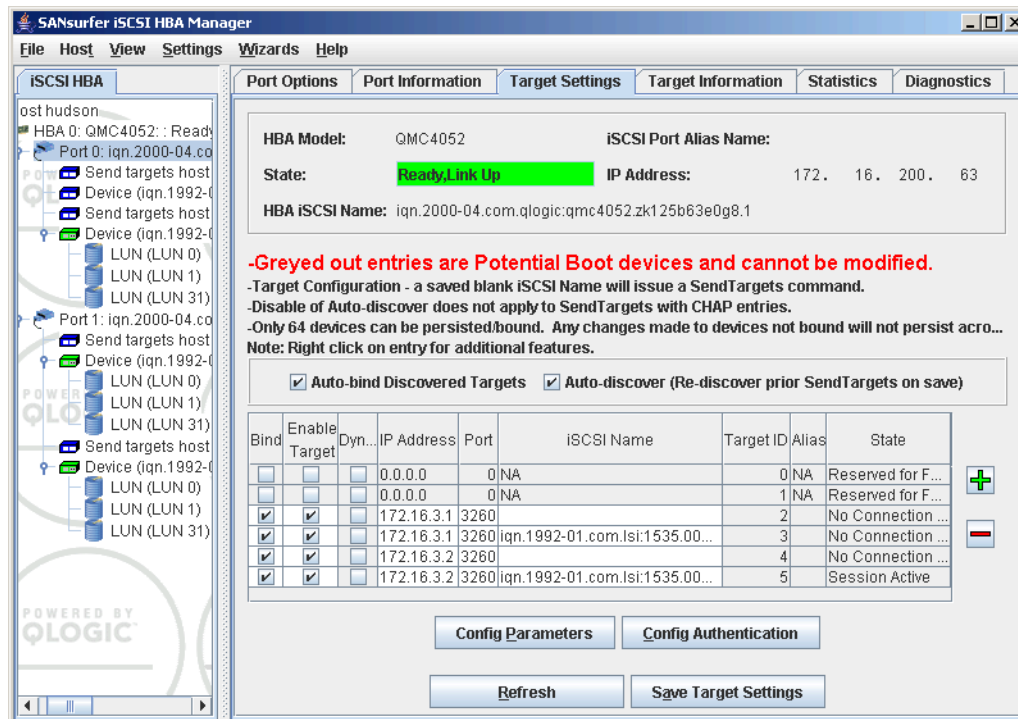 SANsurfer iSCSI HBA Manager
File Host View Settings Wizards Help
iSCSI HBA
ost hudson
HBA 0: QMC4052: : Ready
Port 0: iqn.2000-04.co
Send targets host
Device (iqn.1992-0
Send targets host
Device (iqn.1992-0
LUN (LUN 0)
LUN (LUN 1)
LUN (LUN 31)
Port 1: iqn.2000-04.co
Send targets host
Device (iqn.1992-0
LUN (LUN 0)
LUN (LUN 1)
LUN (LUN 31)
Send targets host
Device (iqn.1992-0
LUN (LUN 0)
LUN (LUN 1)
LUN (LUN 31)
POWERED BY
QLOGIC
Port Options Port Information Target Settings Target Information Statistics Diagnostics
HBA Model: QMC4052 iSCSI Port Alias Name:
State: Ready,Link Up IP Address: 172. 16. 200. 63
HBA iSCSI Name: iqn.2000-04.com.qlogic:qmc4052.zk125b63e0g8.1
-Greyed out entries are Potential Boot devices and cannot be modified.
-Target Configuration - a saved blank iSCSI Name will issue a SendTargets command.
-Disable of Auto-discover does not apply to SendTargets with CHAP entries.
-Only 64 devices can be persisted/bound. Any changes made to devices not bound will not persist acro...
Note: Right click on entry for additional features.
Auto-bind Discovered Targets Auto-discover (Re-discover prior SendTargets on save)
Bind Enable Target Dyn... IP Address Port iSCSI Name Target ID Alias State
0.0.0.0 0 NA 0 NA Reserved for F...
0.0.0.0 0 NA 1 NA Reserved for F...
172.16.3.1 3260 2 No Connection ...
172.16.3.1 3260 iqn.1992-01.com.lsi:1535.00... 3 No Connection ...
172.16.3.2 3260 4 No Connection ...
172.16.3.2 3260 iqn.1992-01.com.lsi:1535.00... 5 Session Active
Config Parameters Config Authentication
Refresh Save Target Settings